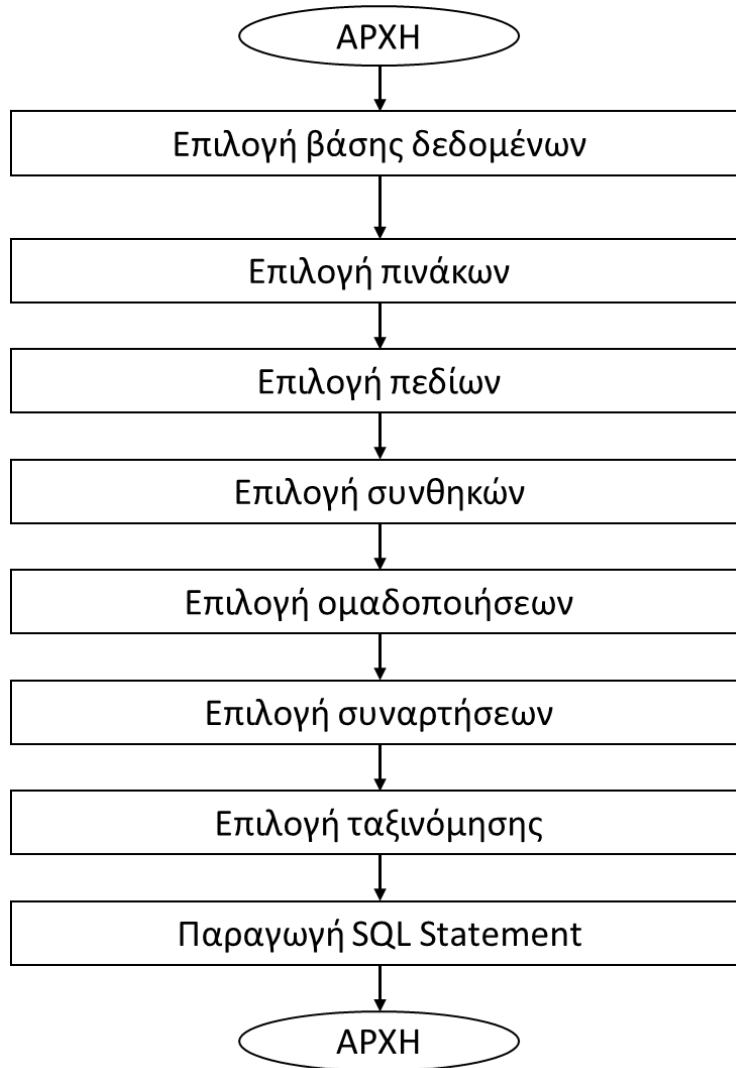 ΑΡΧΗ
Επιλογή βάσης δεδομένων
Επιλογή πινάκων
Επιλογή πεδίων
Επιλογή συνθηκών
Επιλογή ομαδοποιήσεων
Επιλογή συναρτήσεων
Επιλογή ταξινόμησης
Παραγωγή SQL Statement
ΑΡΧΗ